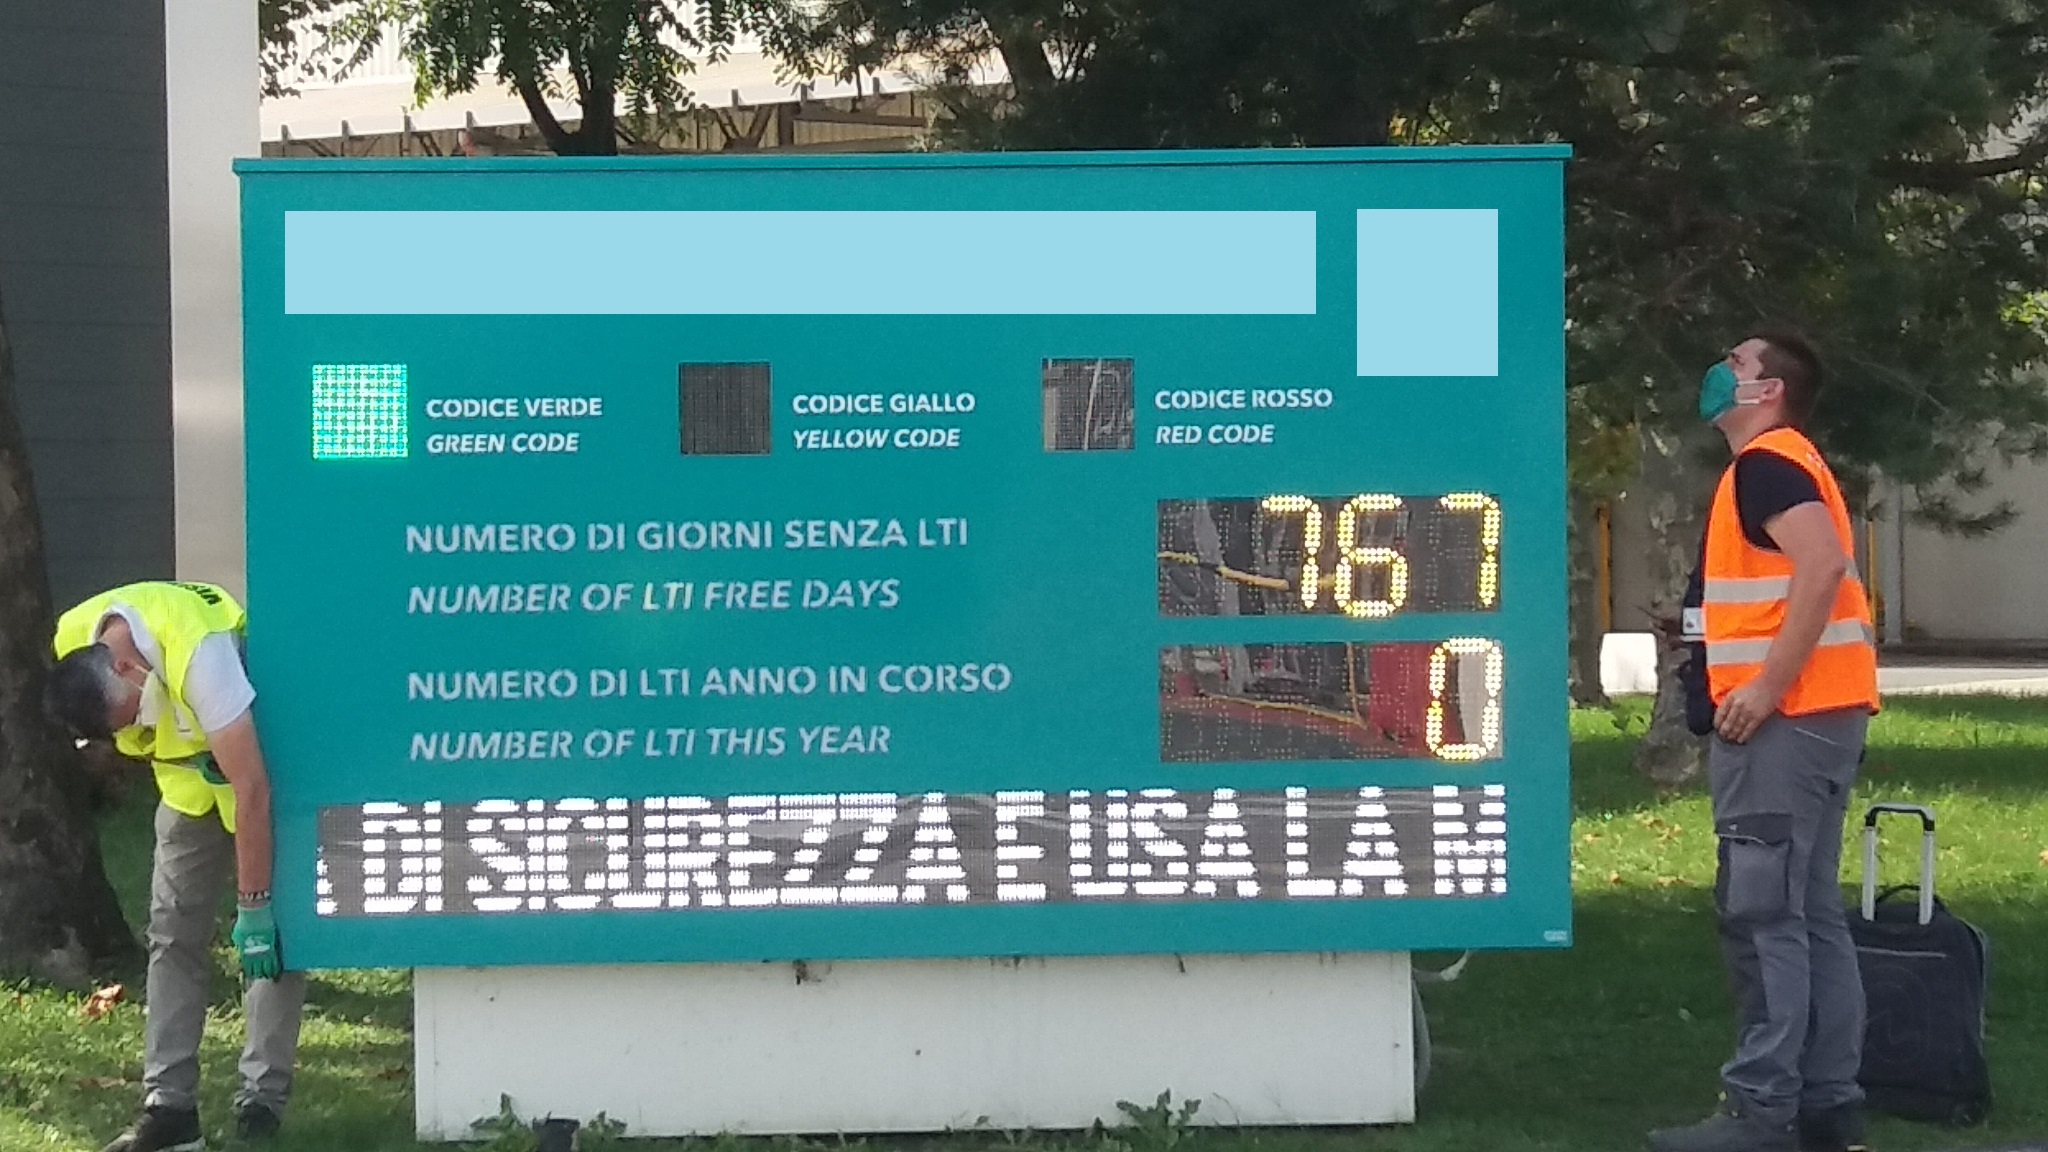 CODICE VERDE
GREEN CODE
CODICE GIALLO
YELLOW CODE
CODICE ROSSO
RED CODE
NUMERO DI GIORNI SENZA LTI
NUMBER OF LTI FREE DAYS
767
NUMERO DI LTI ANNO IN CORSO
NUMBER OF LTI THIS YEAR
0
DI SICUREZZA E USA LA M